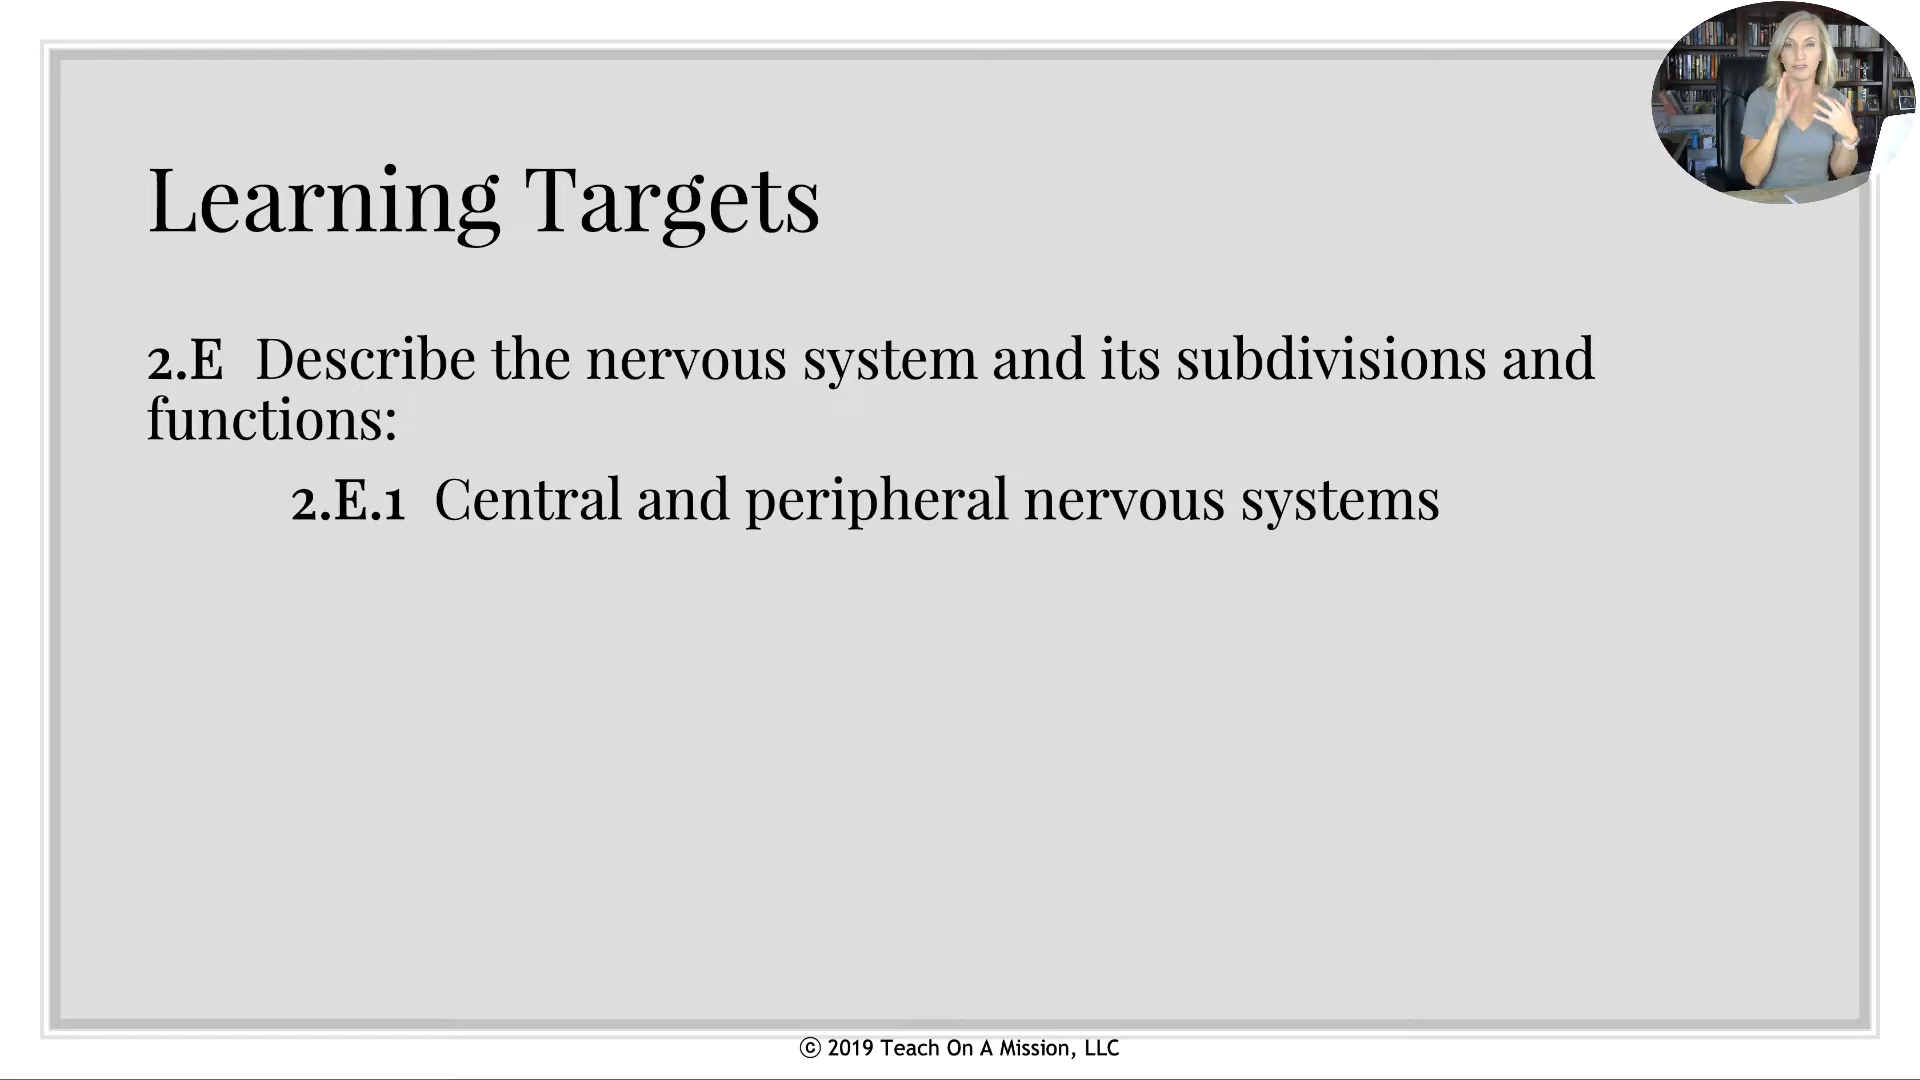 Learning Targets
2.E Describe the nervous system and its subdivisions and
functions:
2.E.1 Central and peripheral nervous systems
© 2019 Teach On A Mission, LLC